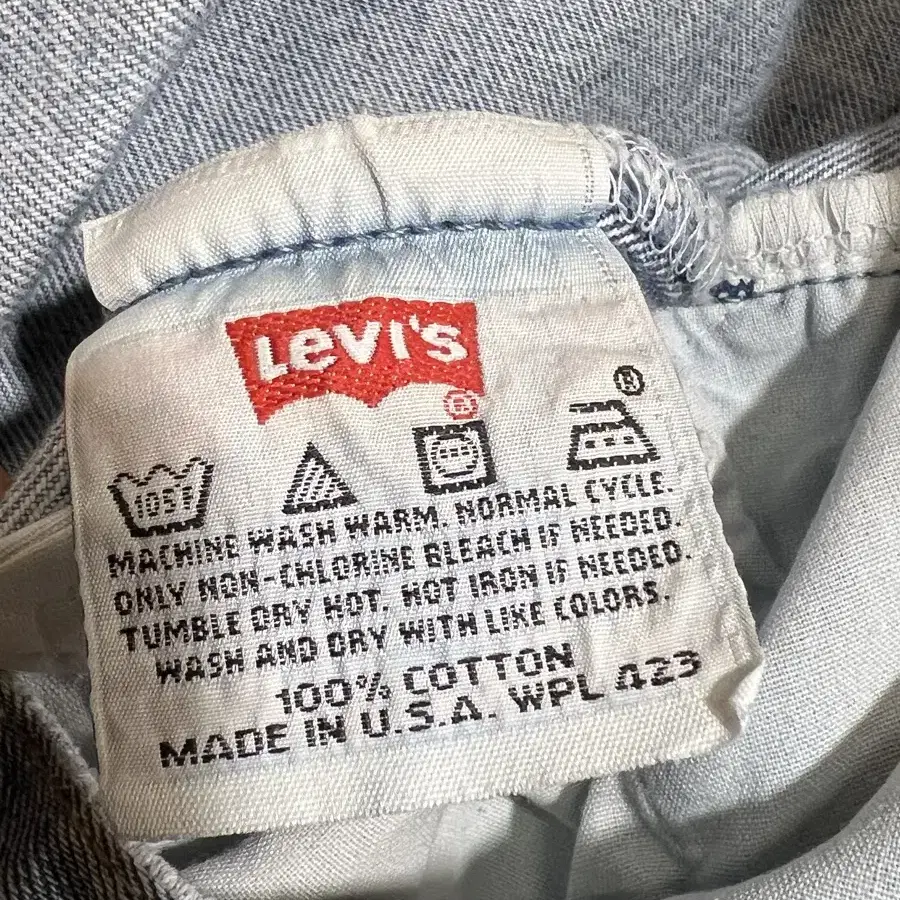 Levi's
®
®
105F
MACHINE WASH WARM. NORMAL CYCLE.
ONLY NON-CHLORINE BLEACH IF NEEDED.
TUMBLE DRY HOT. HOT IRON IF NEEDED.
WASH AND DRY WITH LIKE COLORS.
100% COTTON
MADE IN U.S.A. WPL 423